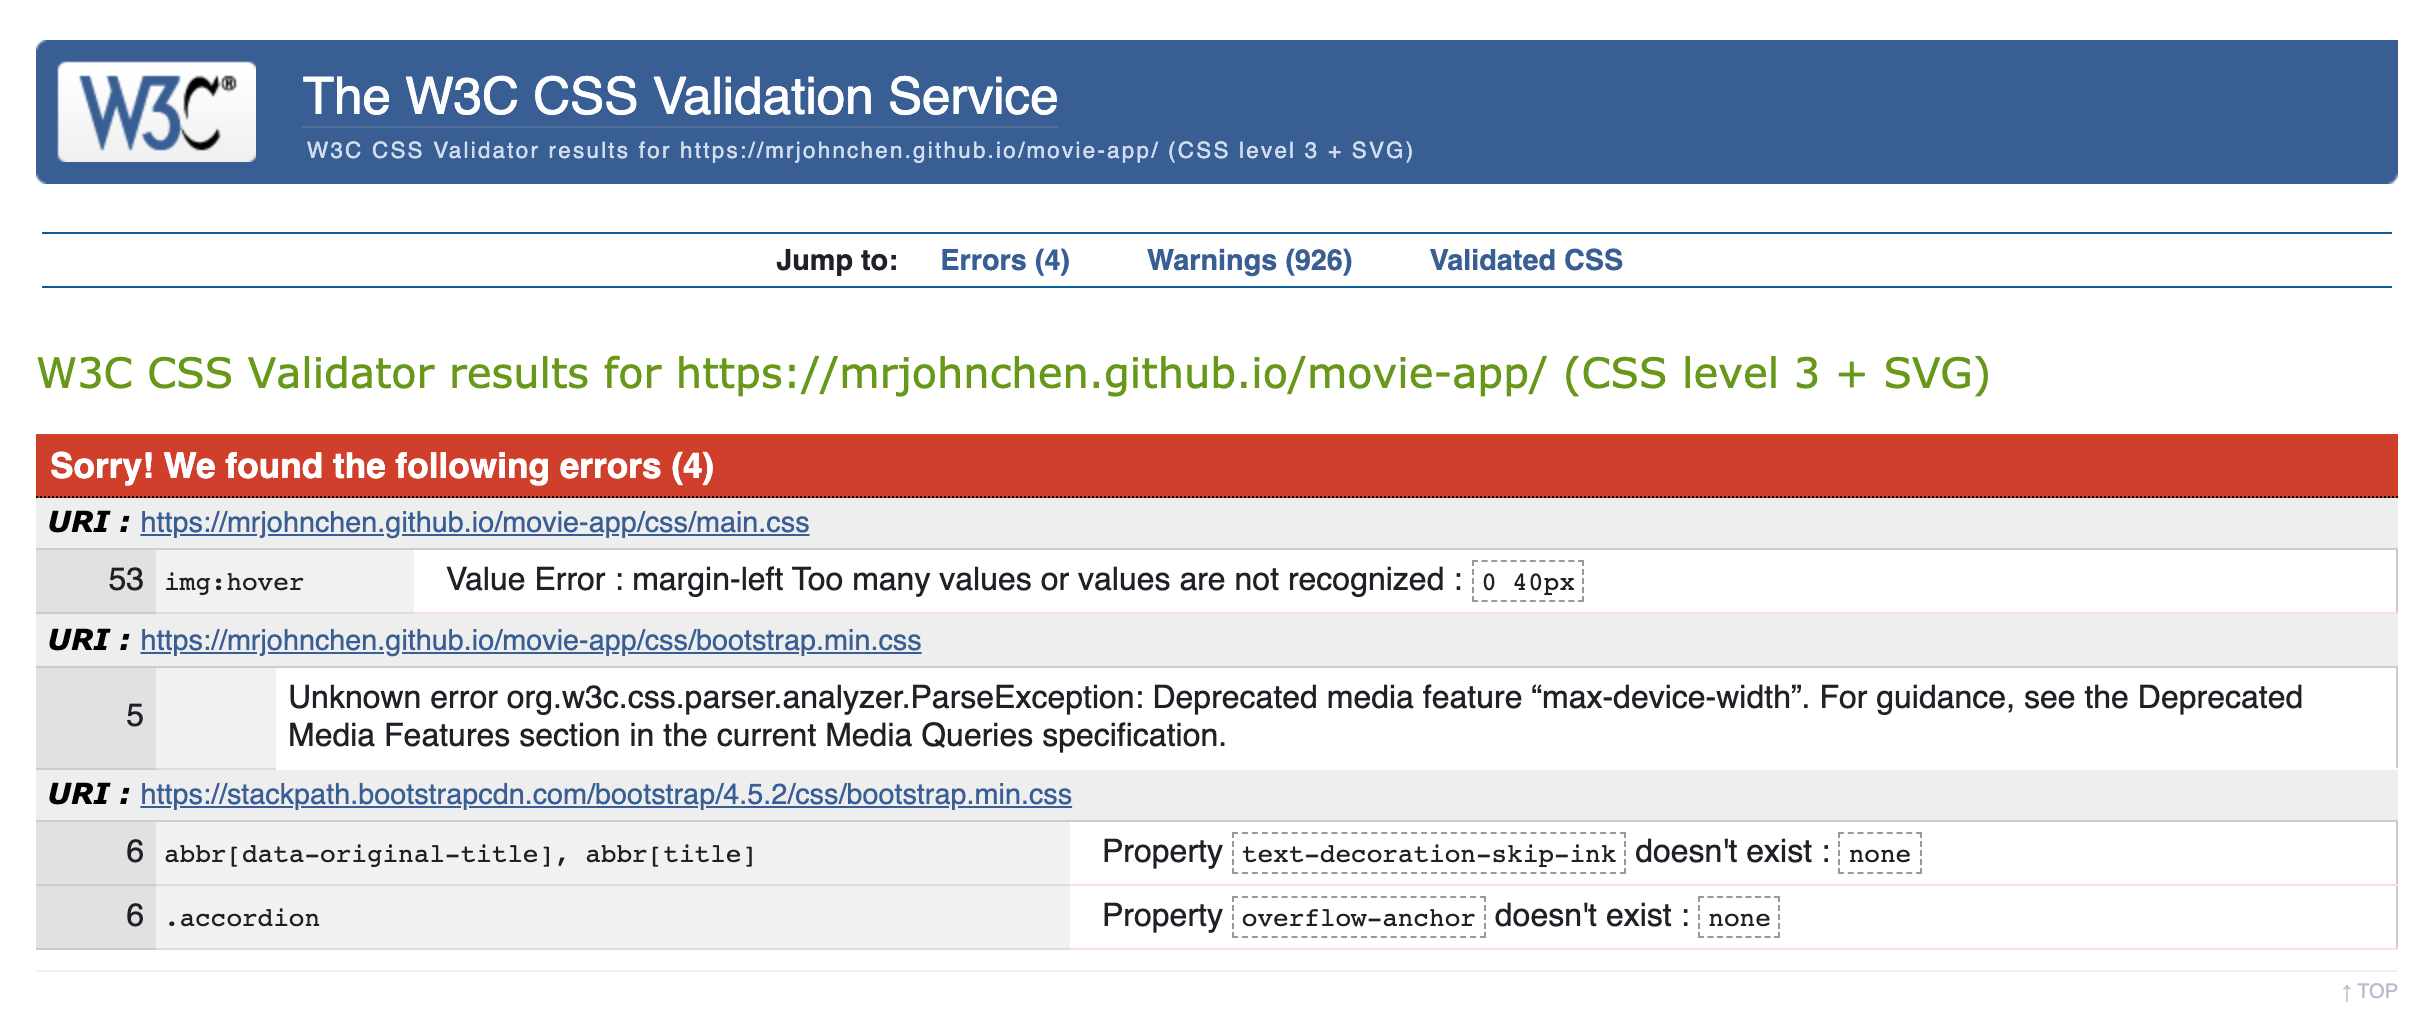 W3C®
The W3C CSS Validation Service
W3C CSS Validator results for https://mrjohnchen.github.io/movie-app/ (CSS level 3 + SVG)
Jump to: Errors (4) Warnings (926) Validated CSS
W3C CSS Validator results for https://mrjohnchen.github.io/movie-app/ (CSS level 3 + SVG)
Sorry! We found the following errors (4)
URI : https://mrjohnchen.github.io/movie-app/css/main.css
53 img:hover Value Error : margin-left Too many values or values are not recognized : 0 40px
URI : https://mrjohnchen.github.io/movie-app/css/bootstrap.min.css
5 Unknown error org.w3c.css.parser.analyzer.ParseException: Deprecated media feature “max-device-width”. For guidance, see the Deprecated
Media Features section in the current Media Queries specification.
URI : https://stackpath.bootstrapcdn.com/bootstrap/4.5.2/css/bootstrap.min.css
6 abbr[data-original-title], abbr[title] Property text-decoration-skip-ink doesn't exist : none
6 .accordion Property overflow-anchor doesn't exist : none
↑ TOP